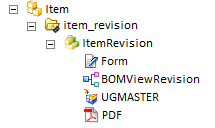 Item
item_revision
ItemRevision
Form
BOMViewRevision
UGMASTER
PDF